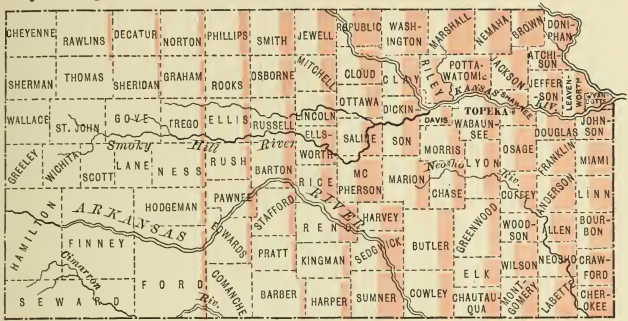 CHEYENNE RAWLINS DECATUR NORTON PHILLIPS SMITH JEWELL REPUBLIC WASH-
INGTON MARSHALL NEMAHA BROWN DONI-
PHAN
SHERMAN THOMAS SHERIDAN GRAHAM ROOKS OSBORNE MITCHELL CLOUD CLAY RILEY POTTA-
WATOMIE JACKSON ATCHI-
SON
JEFFER
SON LEAVEN-
WORTH WYAN
DOTTE
OTTAWA
KANSAS RIV.
SHAWNEE
WALLACE ST. JOHN GOVE TREGO ELLIS RUSSELL LINCOLN SALINE DICKIN
SON DAVIS TOPEKA WABAUN-
SEE DOUGLAS JOHN-
SON
Smoky Hill River
ELLS-
WORTH
GREELEY WICHITA SCOTT LANE NESS RUSH BARTON RICE MC
PHERSON MARION MORRIS LYON OSAGE FRANKLIN MIAMI
Neosho Riv.
CHASE COFFEY ANDERSON LINN
HAMILTON ARKANSAS RIVER HODGEMAN PAWNEE STAFFORD RENO HARVEY
FINNEY EDWARDS PRATT KINGMAN SEDGWICK BUTLER GREENWOOD WOOD-
SON ALLEN BOUR-
BON
Cimarron
Riv.
ELK WILSON NEOSHO CRAW-
FORD
SEWARD FORD COMANCHE BARBER HARPER SUMNER COWLEY CHAUTAU-
QUA MONT-
GOMERY LABETTE CHER-
OKEE